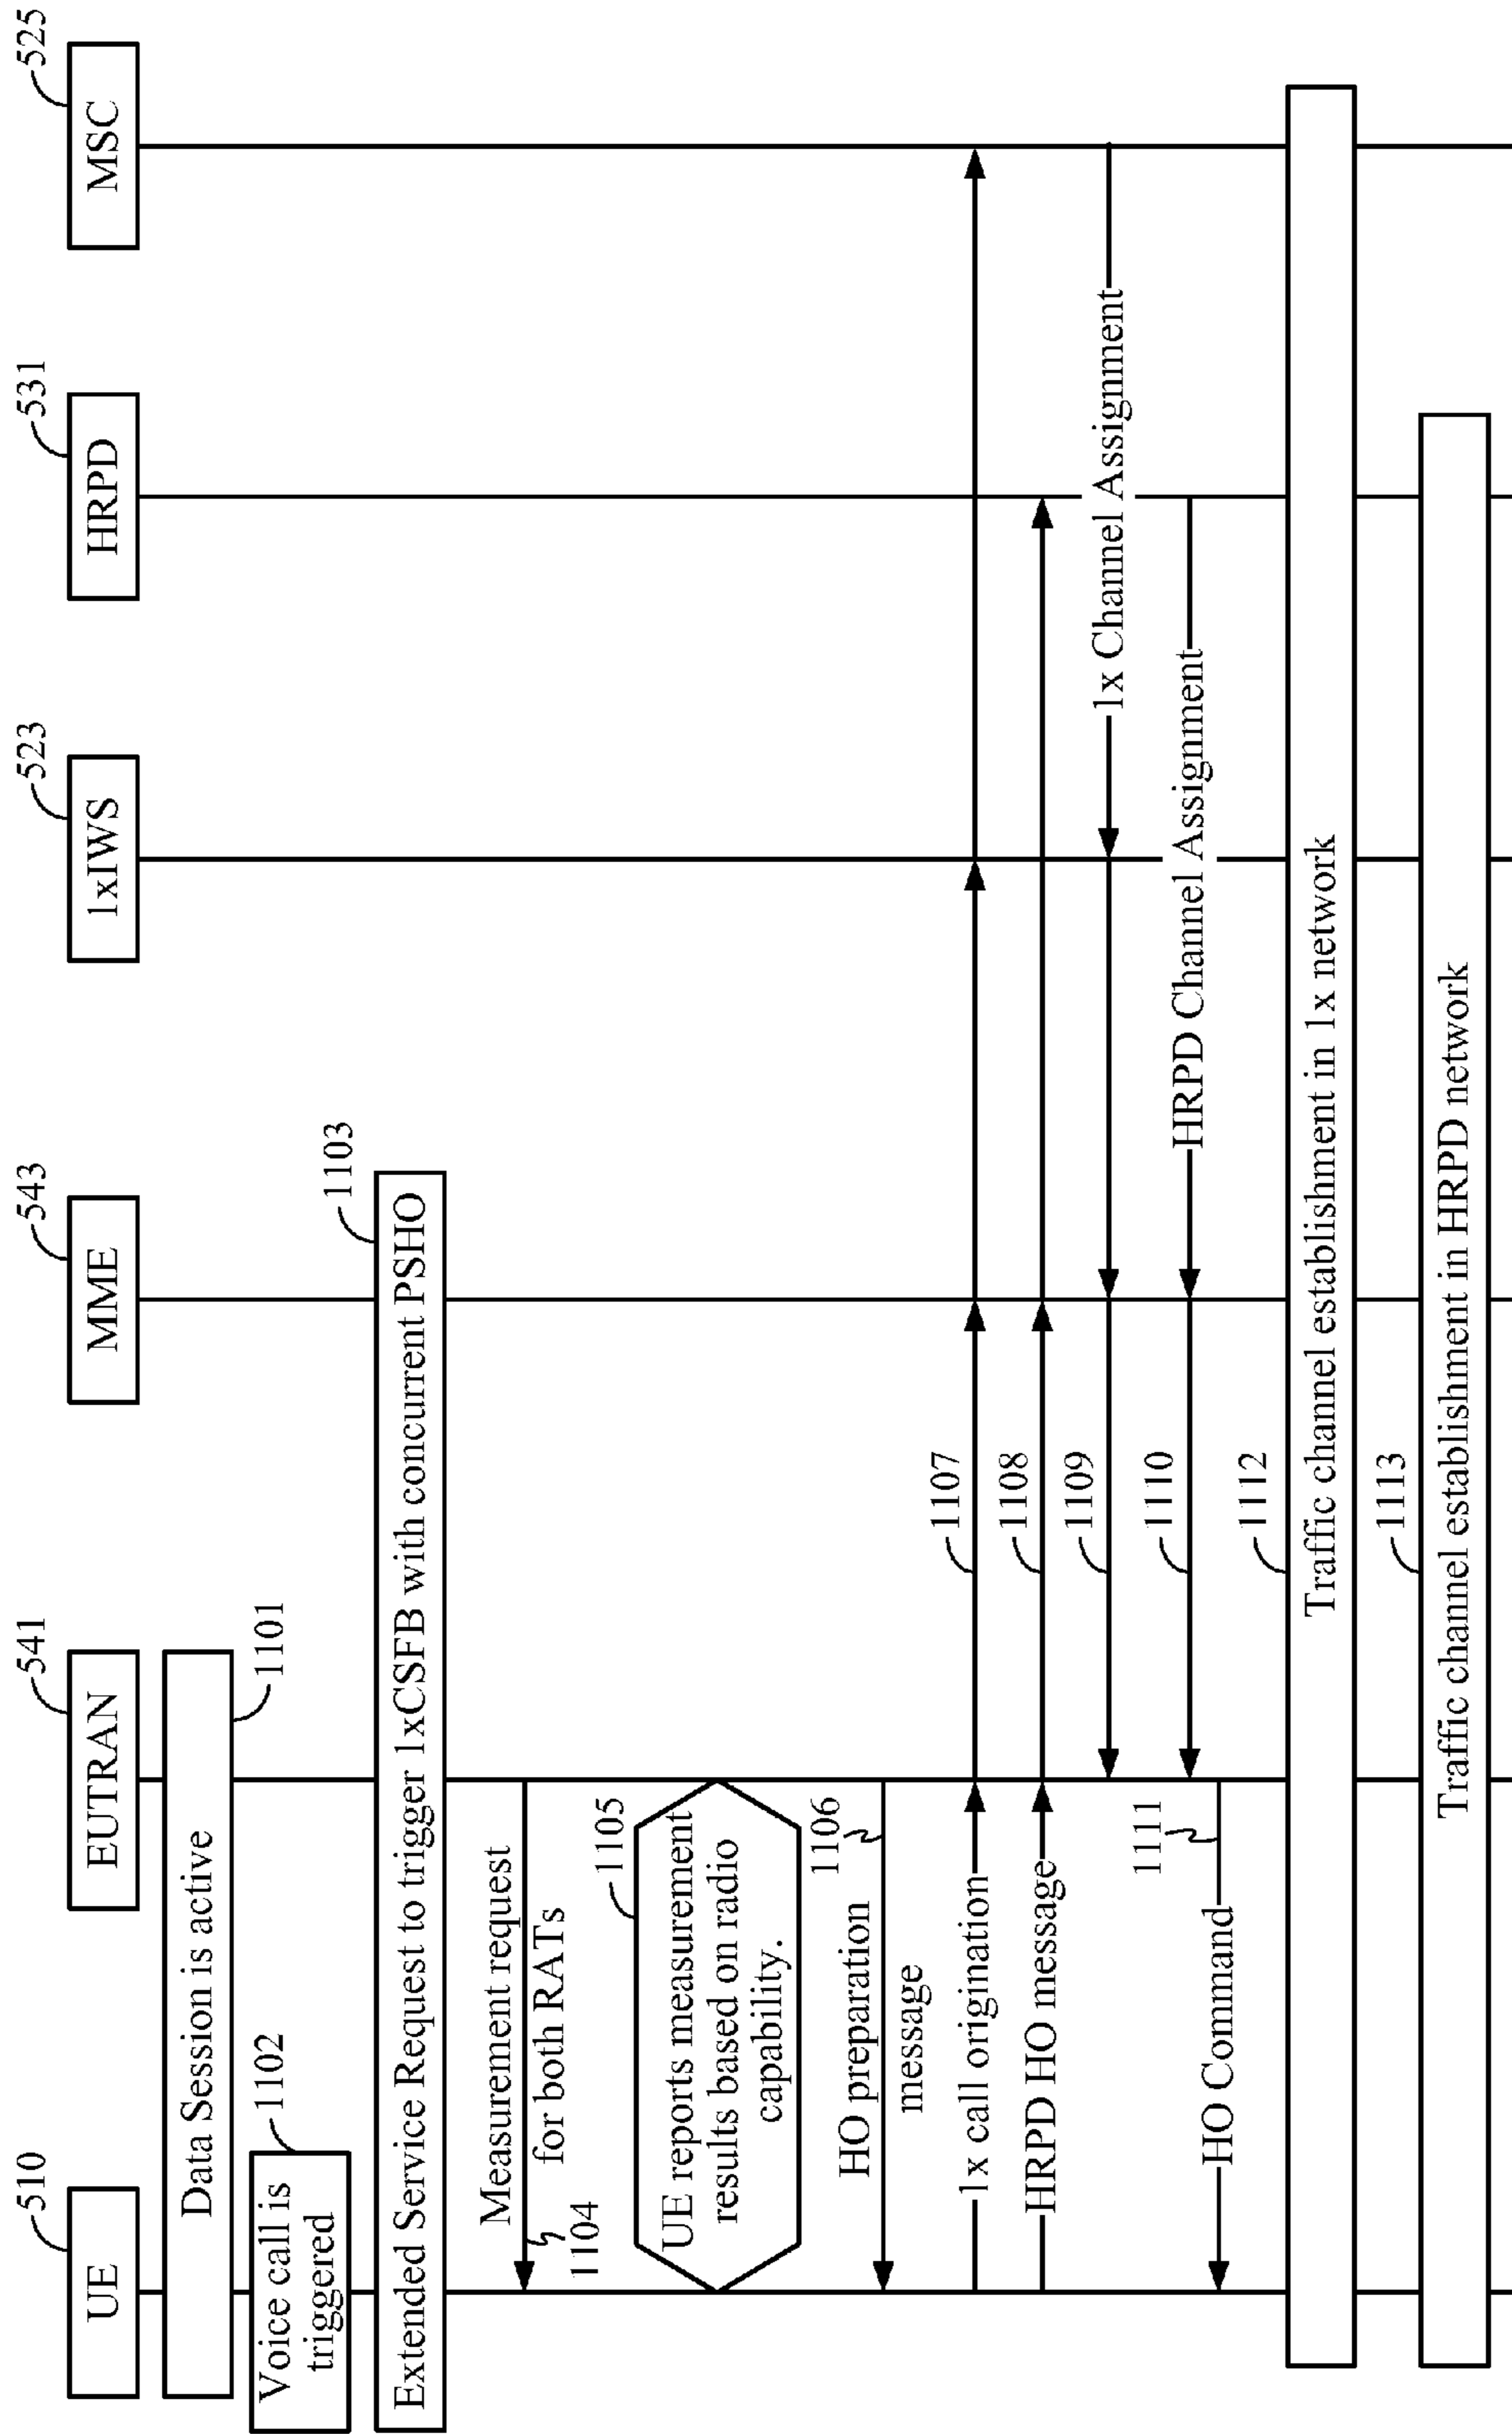 510
541
543
523
531
525
UE
EUTRAN
MME
1xIWS
HRPD
MSC
Data Session is active
1101
1102
Voice call is
triggered
1103
Extended Service Request to trigger 1xCSFB with concurrent PSHO
Measurement request
for both RATs
1104
1105
UE reports measurement
results based on radio
capability.
1106
HO preparation
message
1107
1x call origination
1108
HRPD HO message
1109
1x Channel Assignment
1110
HRPD Channel Assignment
1111
HO Command
1112
Traffic channel establishment in 1x network
1113
Traffic channel establishment in HRPD network